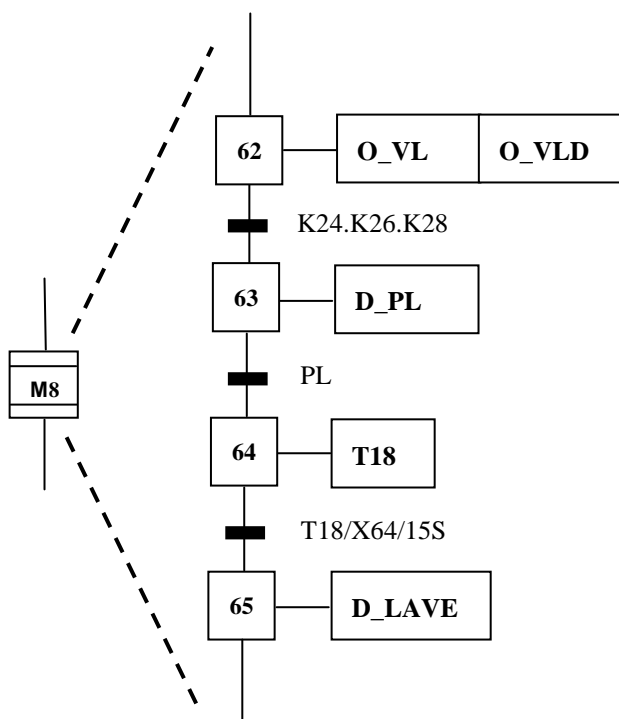 62 O_VL O_VLD
K24.K26.K28
63 D_PL
M8
PL
64 T18
T18/X64/15S
65 D_LAVE